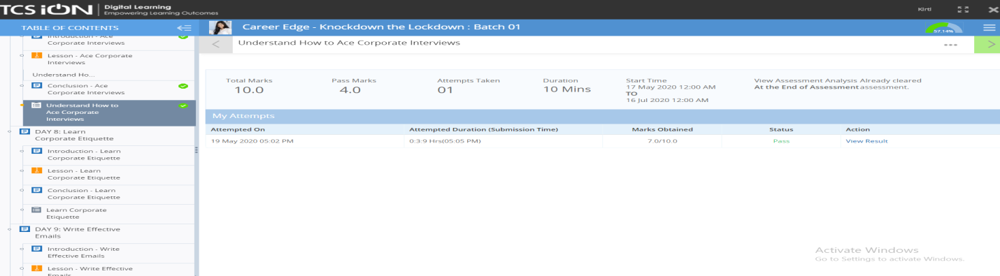 TCS iON
Digital Learning
Empowering Learning Outcomes
Kirti
TABLE OF CONTENTS
Career Edge - Knockdown the Lockdown : Batch 01
57.14%
Introduction - Ace
Corporate Interviews
Lesson - Ace Corporate
Interviews
Understand Ho...
Conclusion - Ace
Corporate Interviews
Understand How to
Ace Corporate
Interviews
DAY 8: Learn
Corporate Etiquette
Introduction - Learn
Corporate Etiquette
Lesson - Learn
Corporate Etiquette
Conclusion - Learn
Corporate Etiquette
Learn Corporate
Etiquette
DAY 9: Write Effective
Emails
Introduction - Write
Effective Emails
Lesson - Write Effective
Emails
Understand How to Ace Corporate Interviews
Total Marks
10.0
Pass Marks
4.0
Attempts Taken
01
Duration
10 Mins
Start Time
17 May 2020 12:00 AM
TO
16 Jul 2020 12:00 AM
View Assessment Analysis Already cleared
At the End of Assessment assessment.
My Attempts
Attempted On Attempted Duration (Submission Time) Marks Obtained Status Action
19 May 2020 05:02 PM 0:3:9 Hrs(05:05 PM) 7.0/10.0 Pass View Result
Activate Windows
Go to Settings to activate Windows.